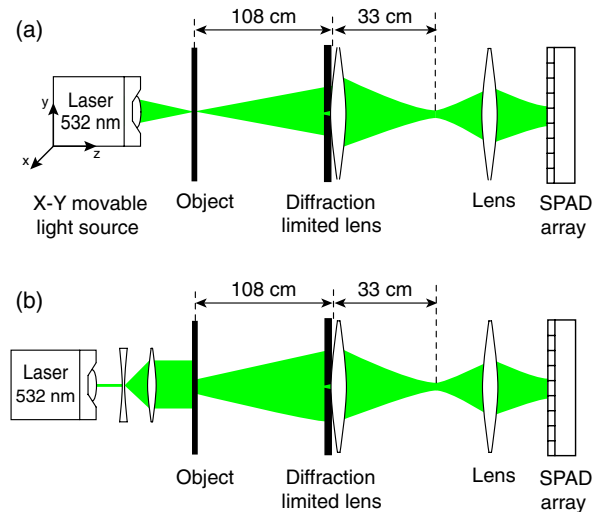 (a)
108 cm
33 cm
Laser
532 nm
y
x
z
X-Y movable
light source
Object
Diffraction
limited lens
Lens
SPAD
array
(b)
108 cm
33 cm
Laser
532 nm
Object
Diffraction
limited lens
Lens
SPAD
array